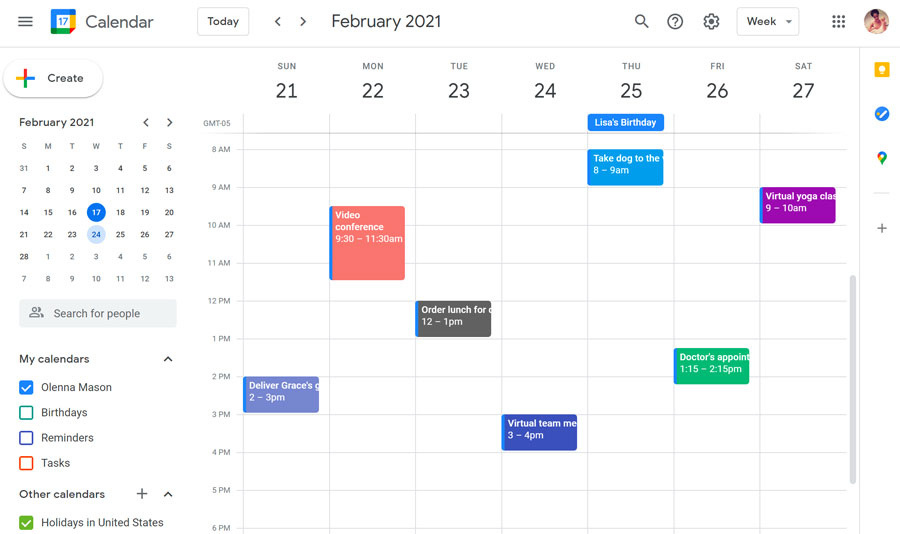 17 Calendar Today February 2021 Week
Create
February 2021
S M T W T F S
31 1 2 3 4 5 6
7 8 9 10 11 12 13
14 15 16 17 18 19 20
21 22 23 24 25 26 27
28 1 2 3 4 5 6
7 8 9 10 11 12 13
Search for people
My calendars
Olenna Mason
Birthdays
Reminders
Tasks
Other calendars
Holidays in United States
SUN MON TUE WED THU FRI SAT
21 22 23 24 25 26 27
GMT-05
Lisa's Birthday
8 AM
Take dog to the
8 – 9am
9 AM
Virtual yoga clas
9 – 10am
10 AM
Video
conference
9:30 – 11:30am
11 AM
12 PM
Order lunch for
12 – 1pm
1 PM
Doctor's appoint
1:15 – 2:15pm
2 PM
Deliver Grace's
2 – 3pm
3 PM
Virtual team me
3 – 4pm
4 PM
5 PM
6 PM